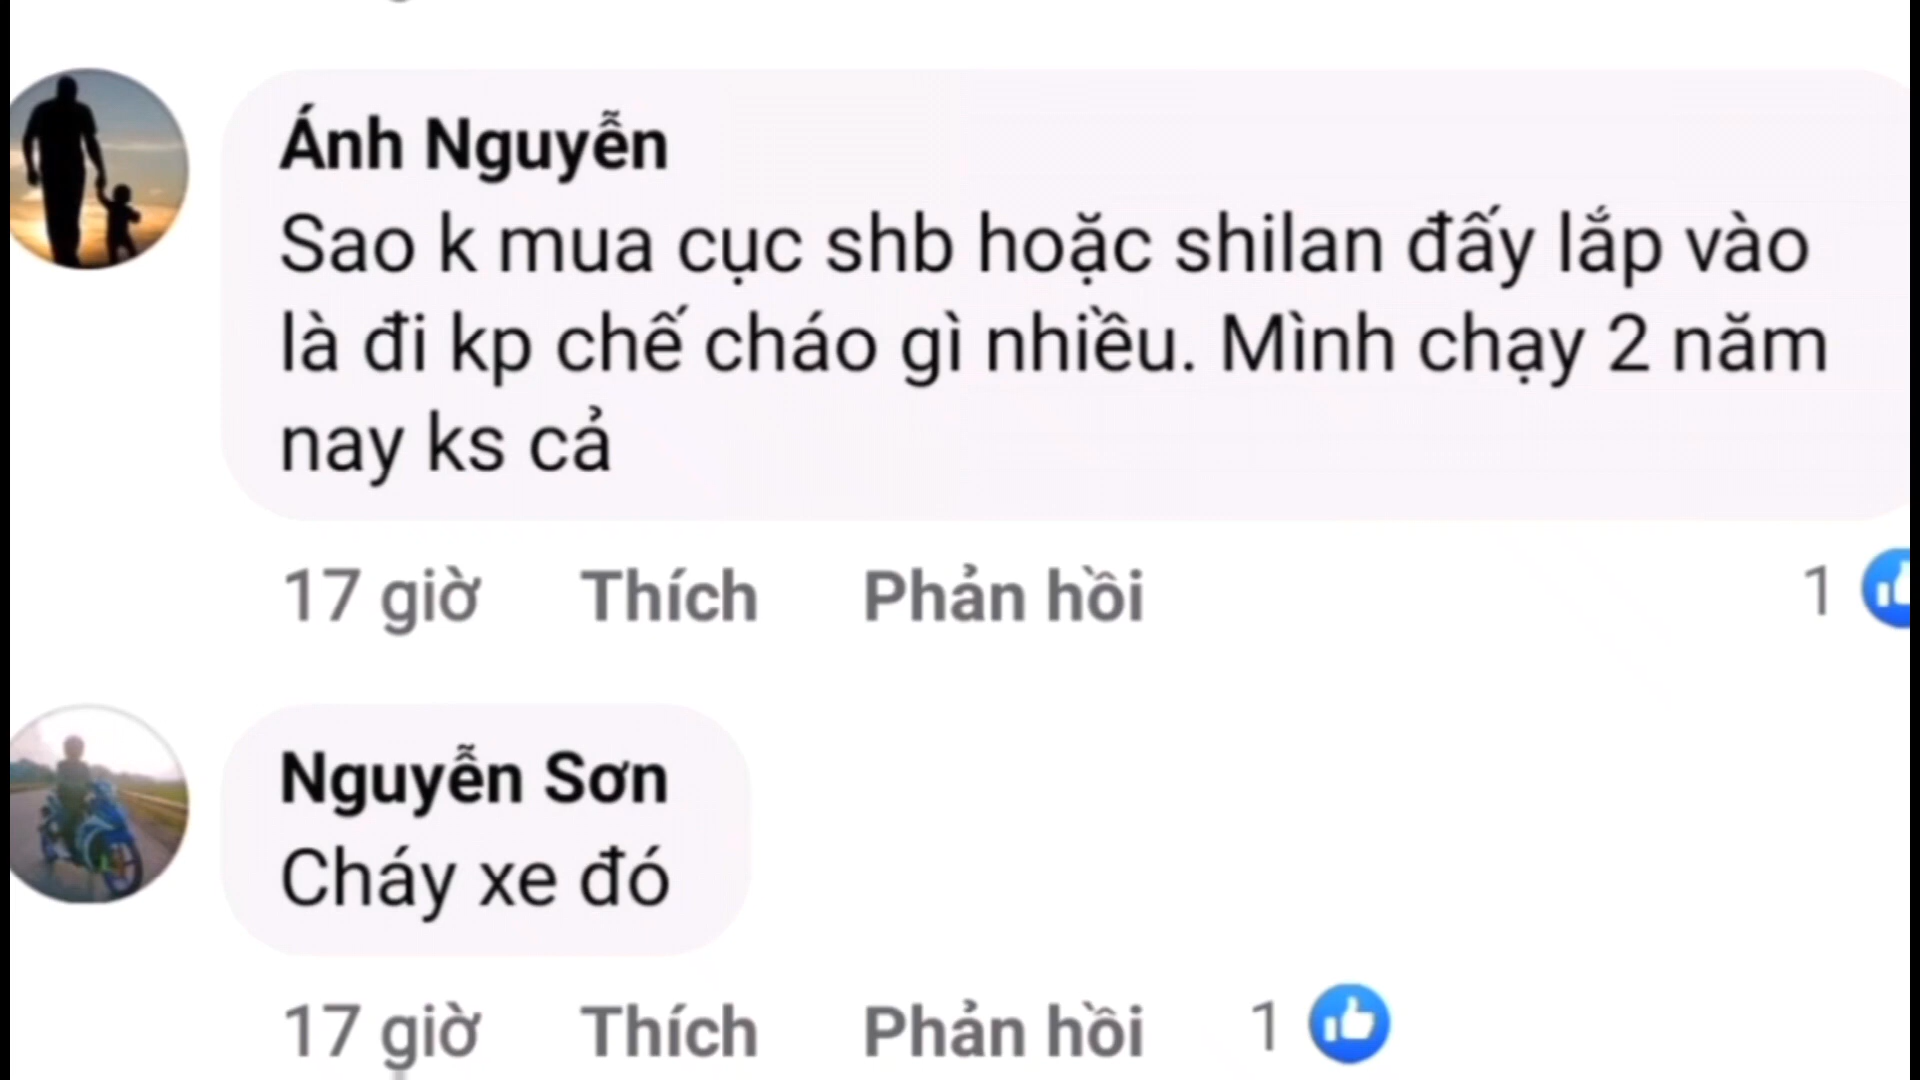 Ánh Nguyễn
Sao k mua cục shb hoặc shilan đấy lắp vào
là đi kp chế cháo gì nhiều. Mình chạy 2 năm
nay ks cả
17 giờ Thích Phản hồi 1
Nguyễn Sơn
Cháy xe đó
17 giờ Thích Phản hồi 1